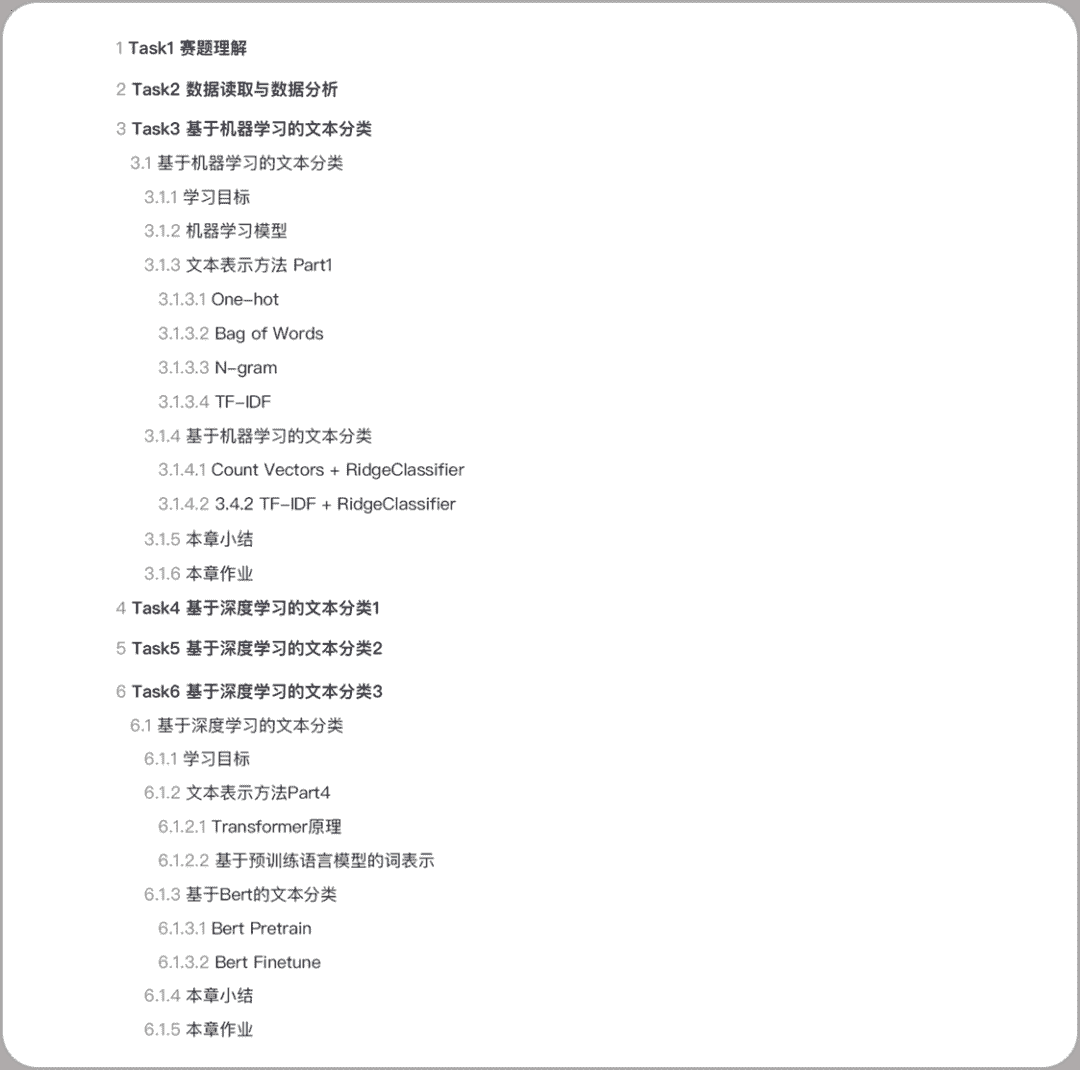 1 Task1 赛题理解
2 Task2 数据读取与数据分析
3 Task3 基于机器学习的文本分类
3.1 基于机器学习的文本分类
3.1.1 学习目标
3.1.2 机器学习模型
3.1.3 文本表示方法 Part1
3.1.3.1 One-hot
3.1.3.2 Bag of Words
3.1.3.3 N-gram
3.1.3.4 TF-IDF
3.1.4 基于机器学习的文本分类
3.1.4.1 Count Vectors + RidgeClassifier
3.1.4.2 3.4.2 TF-IDF + RidgeClassifier
3.1.5 本章小结
3.1.6 本章作业
4 Task4 基于深度学习的文本分类1
5 Task5 基于深度学习的文本分类2
6 Task6 基于深度学习的文本分类3
6.1 基于深度学习的文本分类
6.1.1 学习目标
6.1.2 文本表示方法Part4
6.1.2.1 Transformer原理
6.1.2.2 基于预训练语言模型的词表示
6.1.3 基于Bert的文本分类
6.1.3.1 Bert Pretrain
6.1.3.2 Bert Finetune
6.1.4 本章小结
6.1.5 本章作业